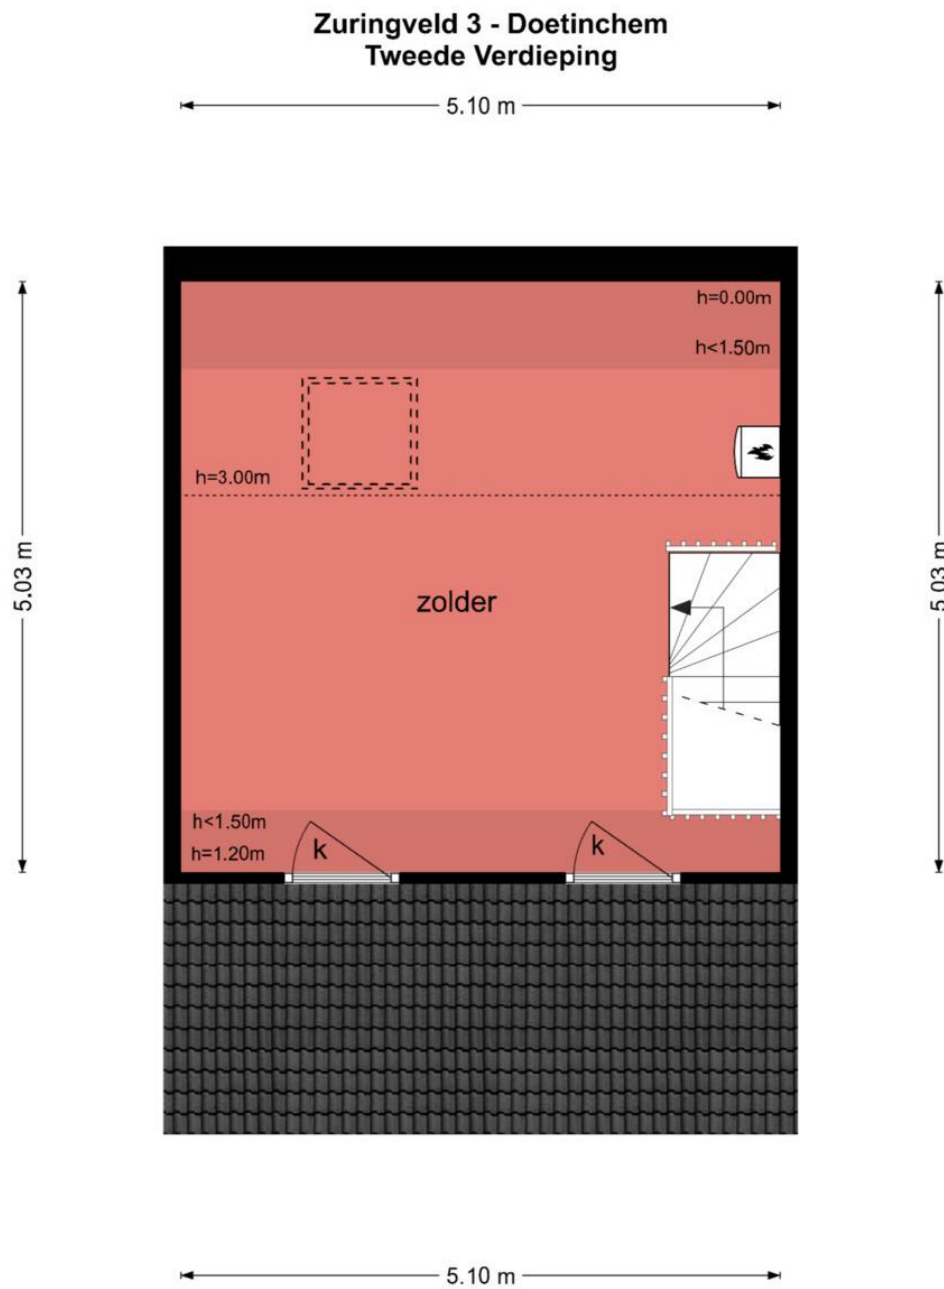 Zuringveld 3 - Doetinchem
Tweede Verdieping
5.10 m
h=0.00m
h<1.50m
h=3.00m
5.03 m
5.03 m
zolder
h<1.50m
h=1.20m
k
k
5.10 m